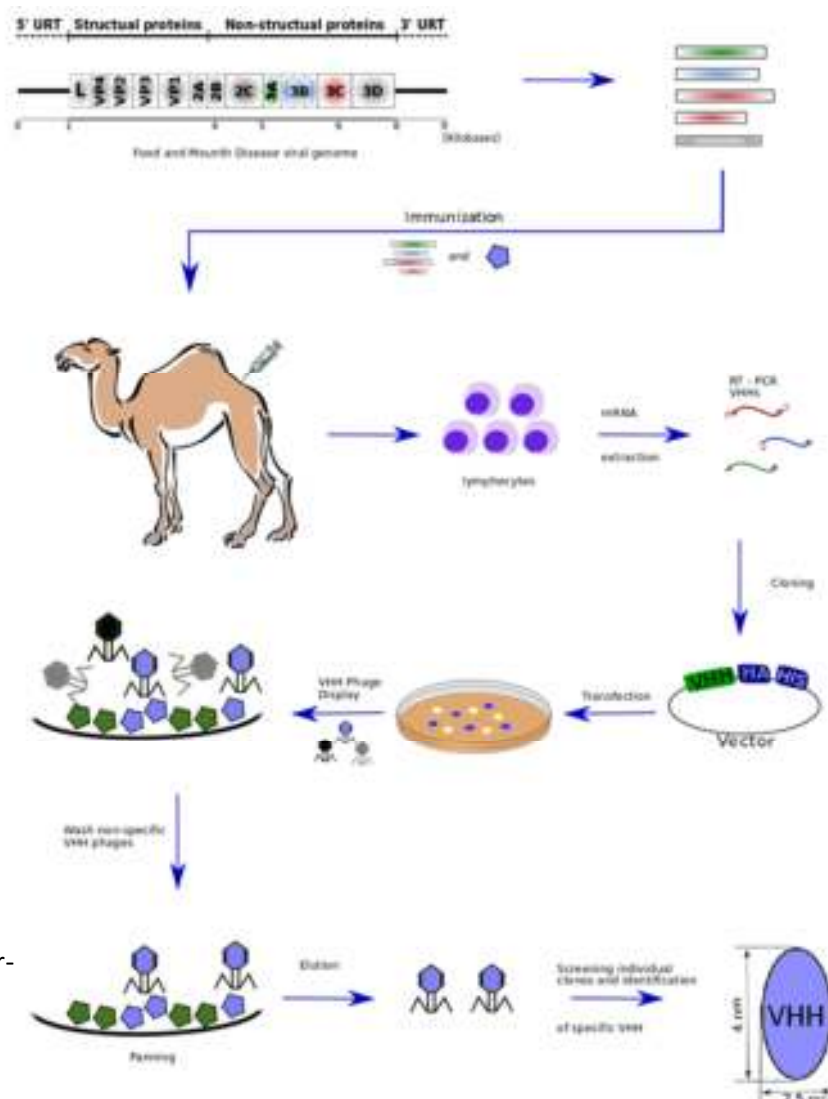 5' URT Structual proteins Non-structual proteins 3' URT
L VP4 VP2 VP3 VP1 2A 2B 2C 3A 3B 3C 3D
(Kilobases)
Food and Mounth Disease viral genome
Immunization
and
RT - PCR
VHHs
mRNA
extraction
lymphocytes
Cloning
VHH HA HIS
Vector
Transfection
VHH Phage
Display
Wash non-specific
VHH phages
Elution
Screening individual
clones and identification
of specific VHH
Panning
VHH
4 nm
r-